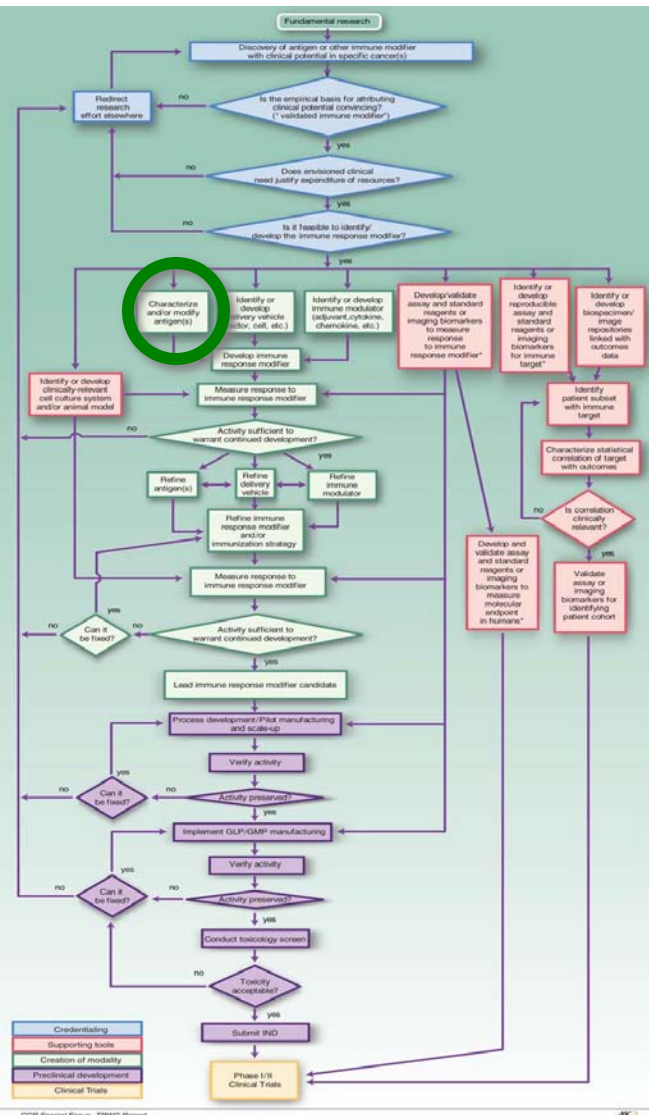 Fundamental research
Discovery of antigen or other immune modifier
with clinical potential in specific cancer(s)
Redirect
research
effort elsewhere
no
Is the empirical basis for attributing
clinical potential convincing?
(" validated immune modifier")
yes
no
Does envisioned clinical
need justify expenditure of resources?
yes
no
Is it feasible to identify/
develop the immune response modifier?
yes
Characterize
and/or modify
antigen(s)
Identify or
develop
delivery vehicle
(vector, cell, etc.)
Identify or develop
immune modulator
(adjuvant,cytokine,
chemokine, etc.)
Develop/validate
assay and standard
reagents or
imaging biomarkers
to measure
response
to immune
response modifier*
Identify or
develop
reproducible
assay and
standard
reagents or
imaging
biomarkers
for immune
target*
Identify or
develop
biospecimen/
image
repositories
linked with
outcomes
data
Develop immune
response modifier
Identify or develop
clinically-relevant
cell culture system
and/or animal model
Measure response to
immune response modifier
Identify
patient subset
with immune
target
no
Activity sufficient to
warrant continued development?
yes
Characterize statistical
correlation of target
with outcomes
Refine
antigen(s)
Refine
delivery
vehicle
Refine
immune
modulator
no
Is correlation
clinically
relevant?
yes
Refine immune
response modifier
and/or
immunization strategy
Develop and
validate assay
and standard
reagents or
imaging
biomarkers to
measure
molecular
endpoint
in humans*
Validate
assay or
imaging
biomarkers for
identifying
patient cohort
Measure response to
immune response modifier
yes
no
Can it
be fixed?
no
Activity sufficient to
warrant continued development?
yes
Lead immune response modifier candidate
Process development/Pilot manufacturing
and scale-up
Verify activity
yes
no
Can it
be fixed?
no
Activity preserved?
yes
Implement GLP/GMP manufacturing
Verify activity
yes
no
Can it
be fixed?
no
Activity preserved?
yes
Conduct toxicology screen
no
Toxicity
acceptable?
yes
Submit IND
Phase I/II
Clinical Trials
Credentialing
Supporting tools
Creation of modality
Preclinical development
Clinical Trials